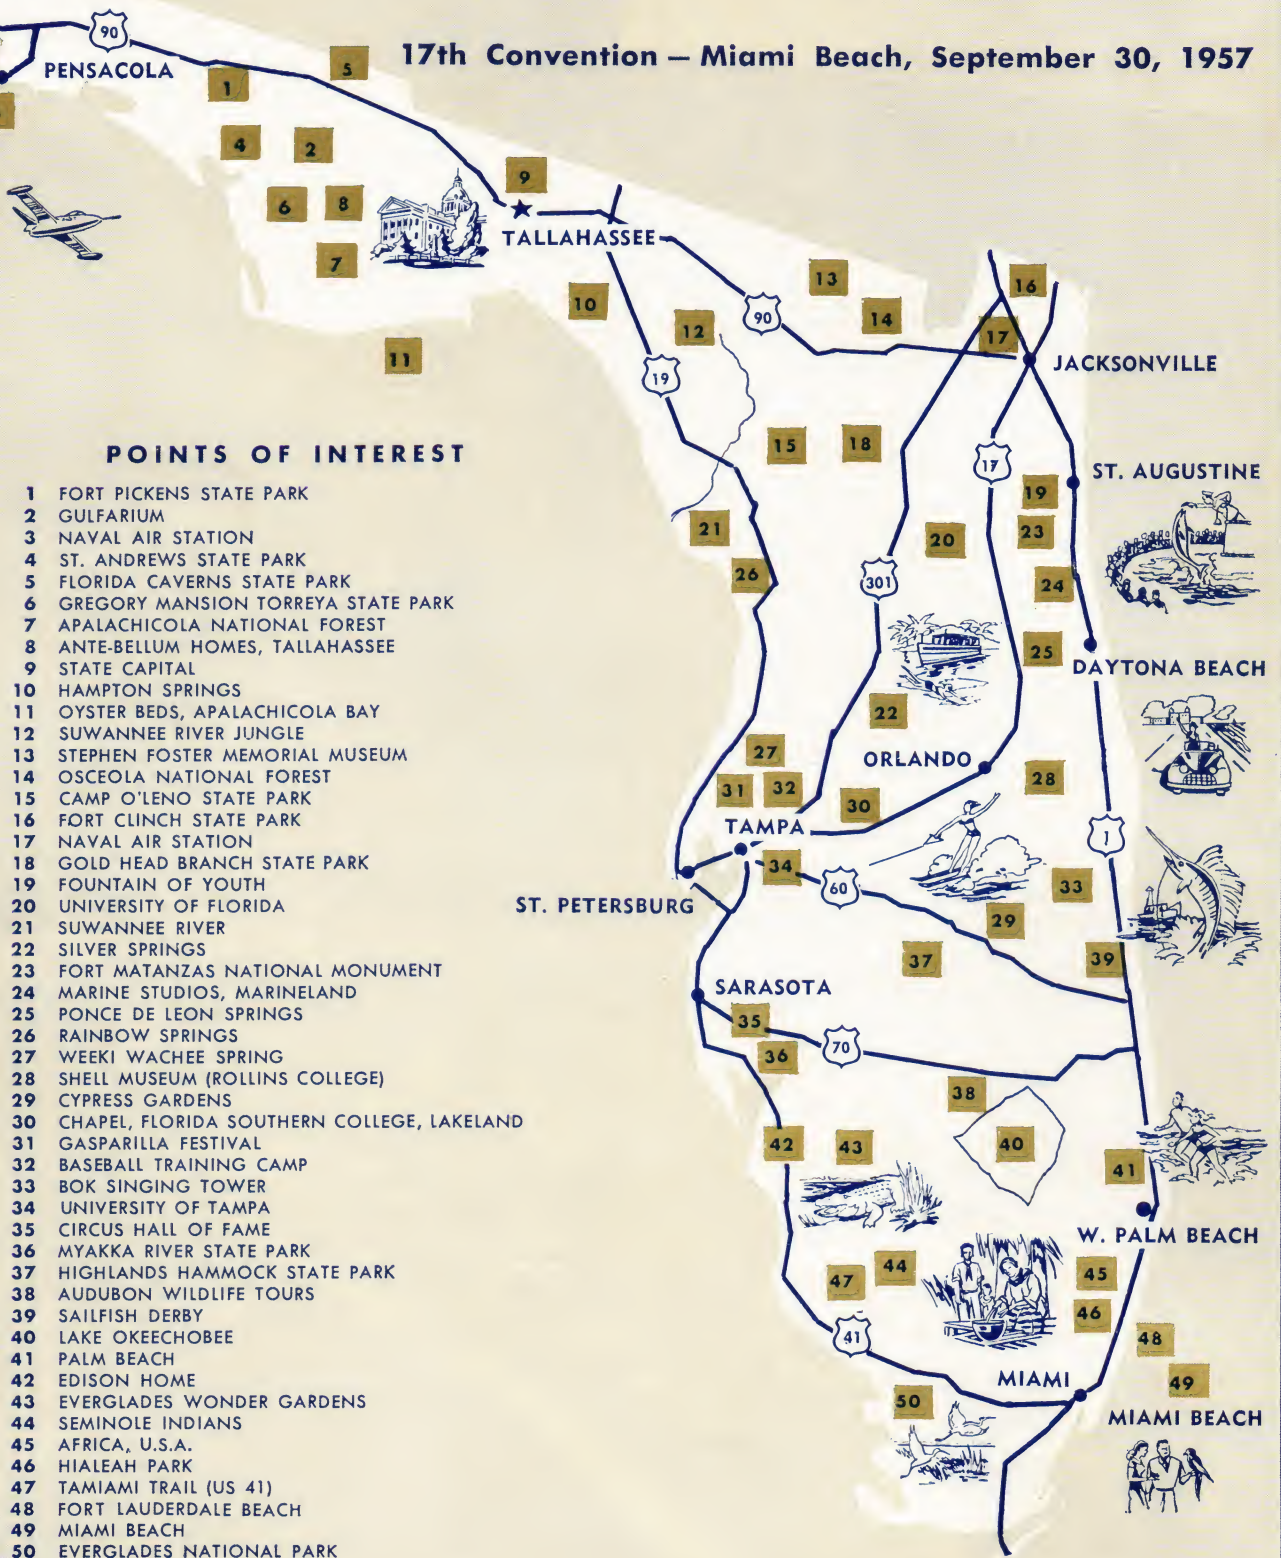 17th Convention — Miami Beach, September 30, 1957
90
PENSACOLA
5
1
4
2
9
6
8
TALLAHASSEE
7
10
13
16
90
14
12
17
11
19
JACKSONVILLE
15
18
17
ST. AUGUSTINE
19
21
20
23
26
301
24
25
DAYTONA BEACH
22
27
ORLANDO
28
31
32
30
TAMPA
1
34
60
33
ST. PETERSBURG
29
37
39
SARASOTA
35
36
70
38
42
43
40
41
W. PALM BEACH
44
47
45
46
41
48
MIAMI
49
50
MIAMI BEACH
POINTS OF INTEREST
1 FORT PICKENS STATE PARK
2 GULFARIUM
3 NAVAL AIR STATION
4 ST. ANDREWS STATE PARK
5 FLORIDA CAVERNS STATE PARK
6 GREGORY MANSION TORREYA STATE PARK
7 APALACHICOLA NATIONAL FOREST
8 ANTE-BELLUM HOMES, TALLAHASSEE
9 STATE CAPITAL
10 HAMPTON SPRINGS
11 OYSTER BEDS, APALACHICOLA BAY
12 SUWANNEE RIVER JUNGLE
13 STEPHEN FOSTER MEMORIAL MUSEUM
14 OSCEOLA NATIONAL FOREST
15 CAMP O'LENO STATE PARK
16 FORT CLINCH STATE PARK
17 NAVAL AIR STATION
18 GOLD HEAD BRANCH STATE PARK
19 FOUNTAIN OF YOUTH
20 UNIVERSITY OF FLORIDA
21 SUWANNEE RIVER
22 SILVER SPRINGS
23 FORT MATANZAS NATIONAL MONUMENT
24 MARINE STUDIOS, MARINELAND
25 PONCE DE LEON SPRINGS
26 RAINBOW SPRINGS
27 WEEKI WACHEE SPRING
28 SHELL MUSEUM (ROLLINS COLLEGE)
29 CYPRESS GARDENS
30 CHAPEL, FLORIDA SOUTHERN COLLEGE, LAKELAND
31 GASPARILLA FESTIVAL
32 BASEBALL TRAINING CAMP
33 BOK SINGING TOWER
34 UNIVERSITY OF TAMPA
35 CIRCUS HALL OF FAME
36 MYAKKA RIVER STATE PARK
37 HIGHLANDS HAMMOCK STATE PARK
38 AUDUBON WILDLIFE TOURS
39 SAILFISH DERBY
40 LAKE OKEECHOBEE
41 PALM BEACH
42 EDISON HOME
43 EVERGLADES WONDER GARDENS
44 SEMINOLE INDIANS
45 AFRICA, U.S.A.
46 HIALEAH PARK
47 TAMIAMI TRAIL (US 41)
48 FORT LAUDERDALE BEACH
49 MIAMI BEACH
50 EVERGLADES NATIONAL PARK